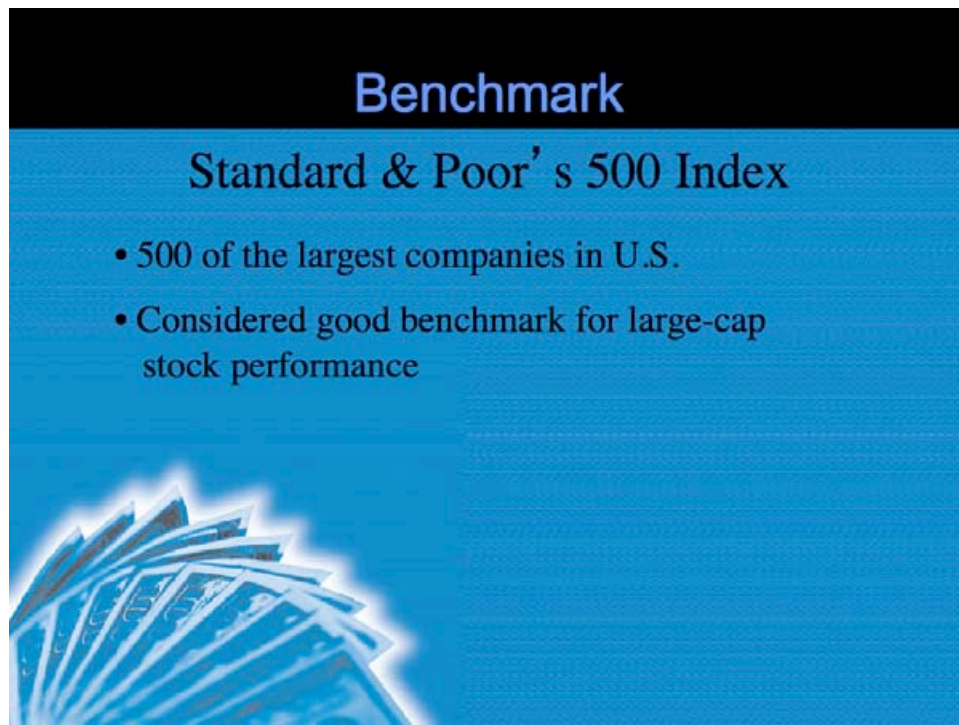 Benchmark
Standard & Poor’s 500 Index
• 500 of the largest companies in U.S.
• Considered good benchmark for large-cap
stock performance